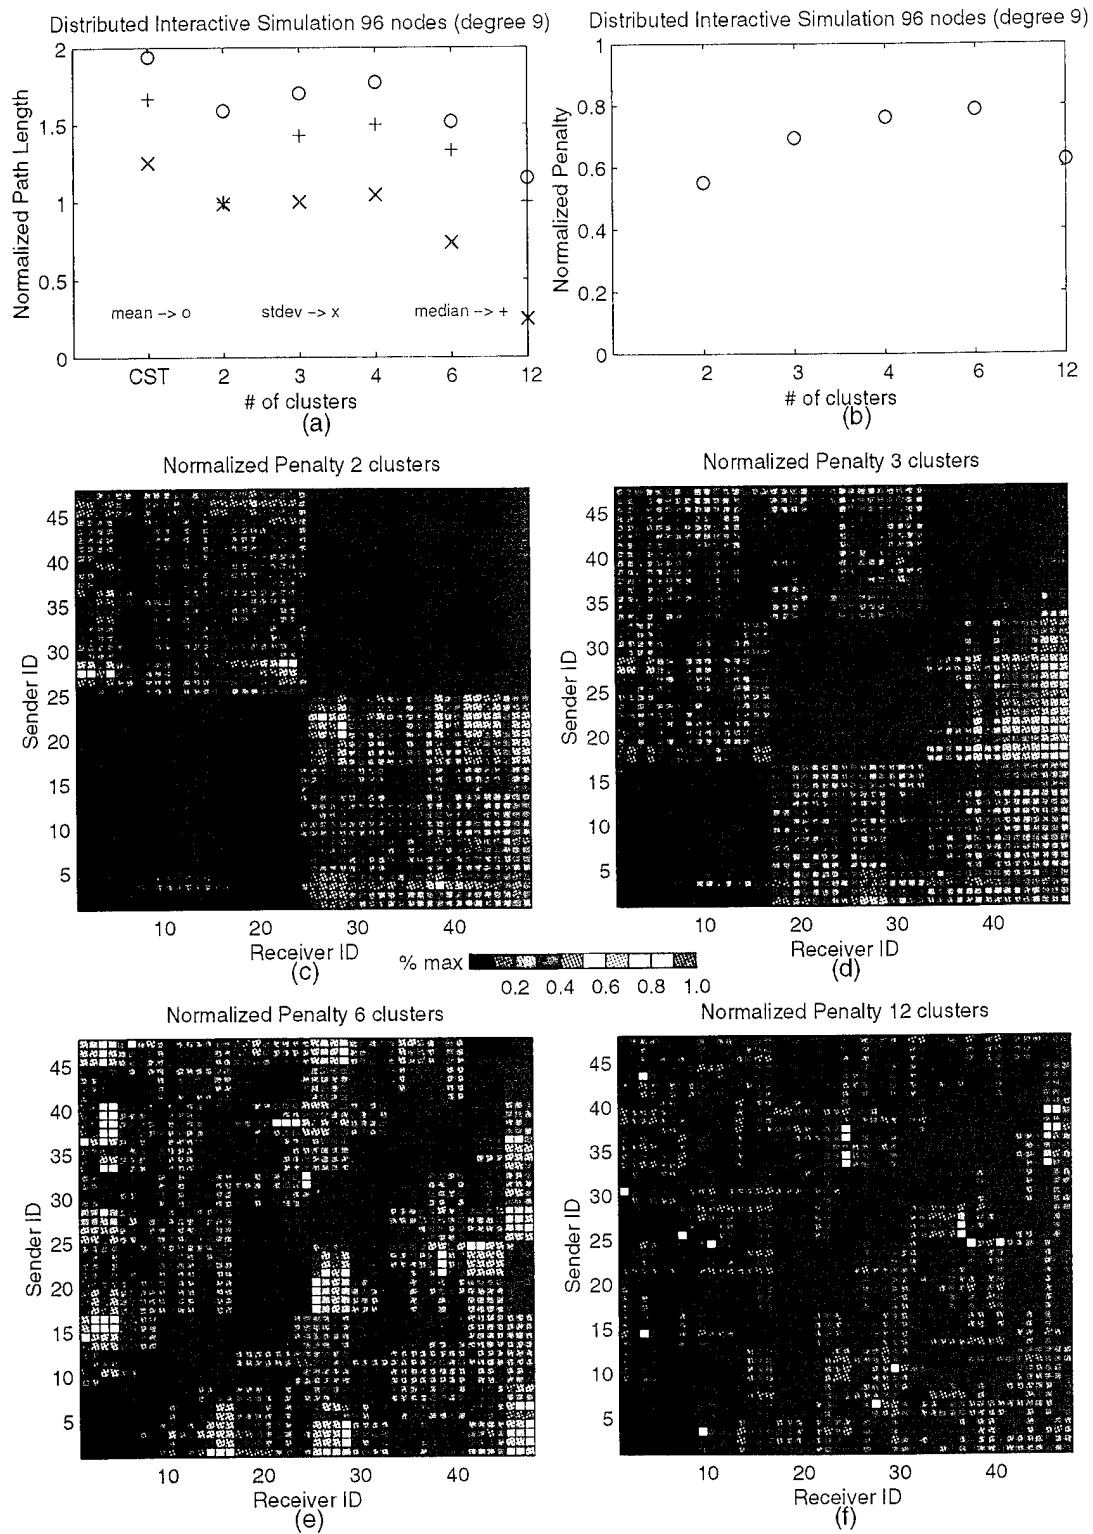 Distributed Interactive Simulation 96 nodes (degree 9)
2
1.5
1
0.5
0
Normalized Path Length
mean –> o
stdev –> x
median –> +
CST
2
3
4
6
12
# of clusters
(a)
Distributed Interactive Simulation 96 nodes (degree 9)
1
0.8
0.6
0.4
0.2
0
Normalized Penalty
2
3
4
6
12
# of clusters
(b)
Normalized Penalty 2 clusters
45
40
35
30
25
20
15
10
5
Sender ID
10
20
30
40
Receiver ID
(c)
Normalized Penalty 3 clusters
45
40
35
30
25
20
15
10
5
Sender ID
10
20
30
40
Receiver ID
(d)
% max
0.2
0.4
0.6
0.8
1.0
Normalized Penalty 6 clusters
45
40
35
30
25
20
15
10
5
Sender ID
10
20
30
40
Receiver ID
(e)
Normalized Penalty 12 clusters
45
40
35
30
25
20
15
10
5
Sender ID
10
20
30
40
Receiver ID
(f)